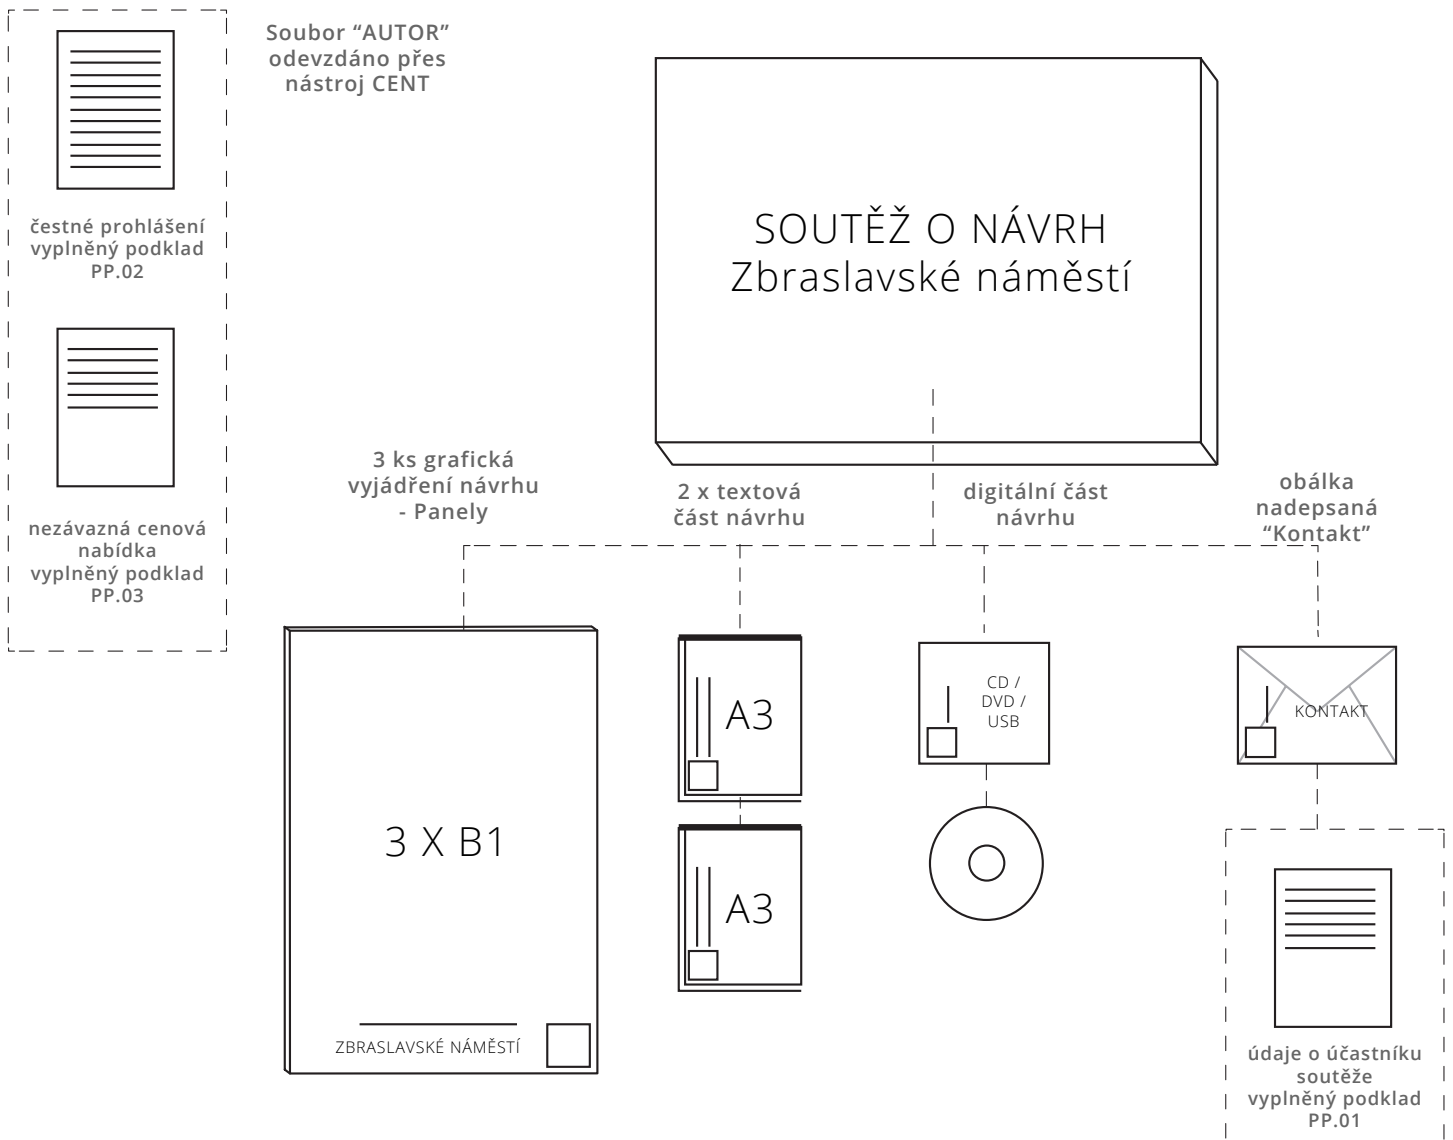 Soubor “AUTOR”
odevzdáno přes
nástroj CENT
čestné prohlášení
vyplněný podklad
PP.02
nezávazná cenová
nabídka
vyplněný podklad
PP.03
SOUTĚŽ O NÁVRH
Zbraslavské náměstí
3 ks grafická
vyjádření návrhu
- Panely
2 x textová
část návrhu
digitální část
návrhu
obálka
nadepsaná
“Kontakt”
3 X B1
ZBRASLAVSKÉ NÁMĚSTÍ
A3
A3
CD /
DVD /
USB
KONTAKT
údaje o účastníku
soutěže
vyplněný podklad
PP.01